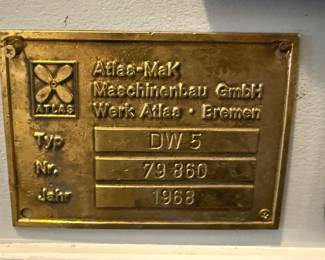 ATLAS
Atlas-MaK
Maschinenbau GmbH
Werk Atlas · Bremen
Typ DW 5
Nr. 79 860
Jahr 1968